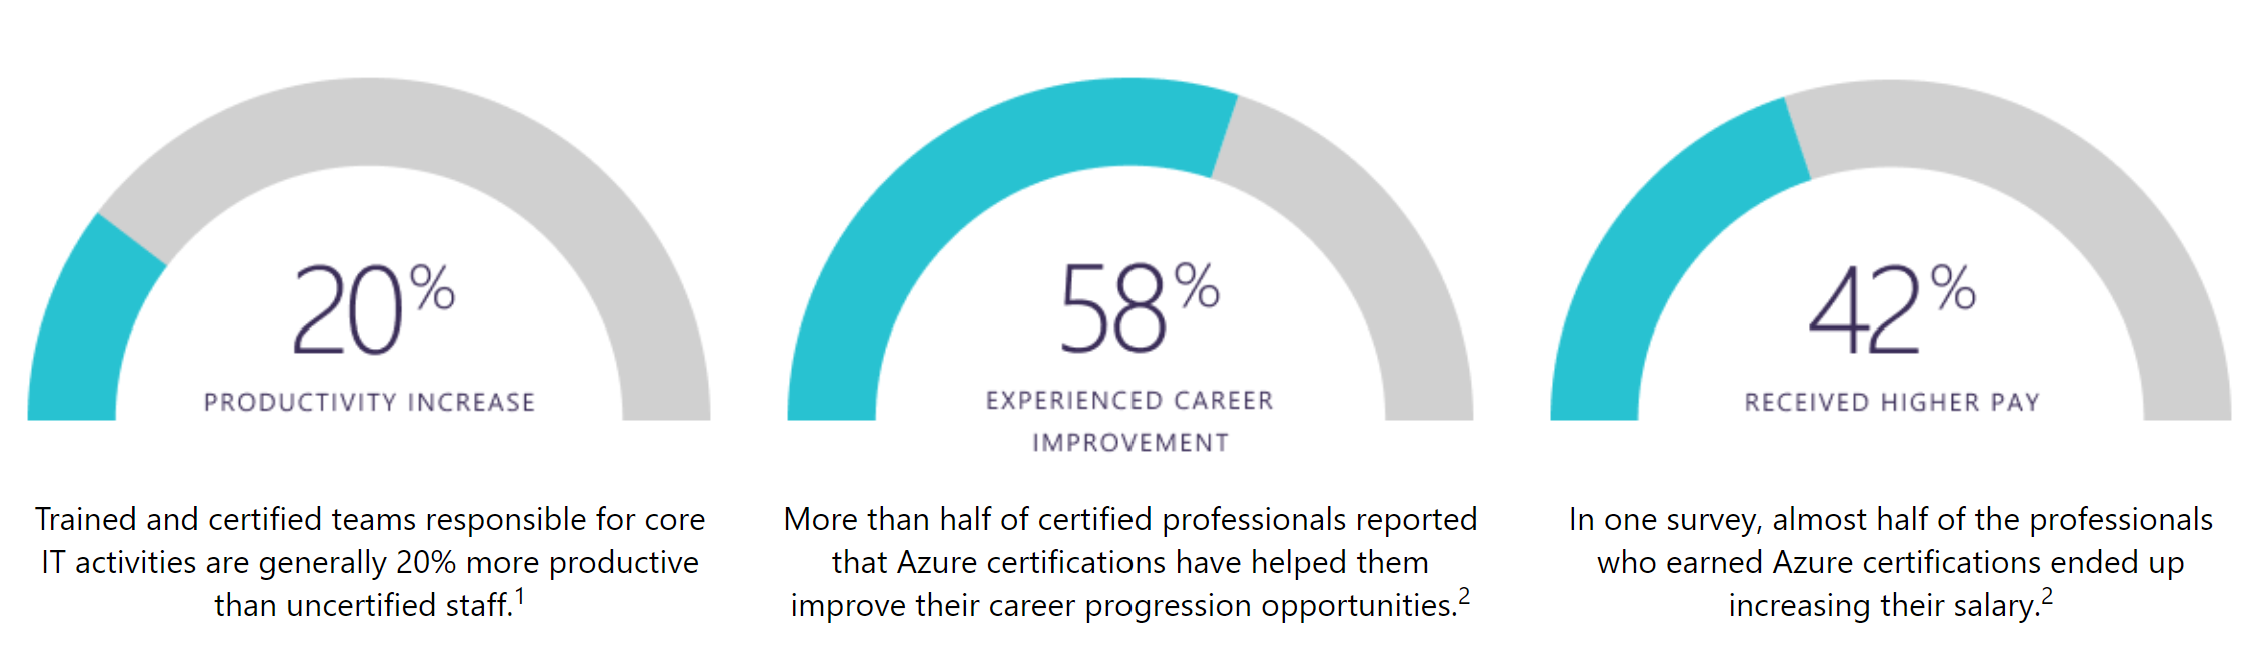 20%
PRODUCTIVITY INCREASE
Trained and certified teams responsible for core
IT activities are generally 20% more productive
than uncertified staff.1
58%
EXPERIENCED CAREER
IMPROVEMENT
More than half of certified professionals reported
that Azure certifications have helped them
improve their career progression opportunities.2
42%
RECEIVED HIGHER PAY
In one survey, almost half of the professionals
who earned Azure certifications ended up
increasing their salary.2